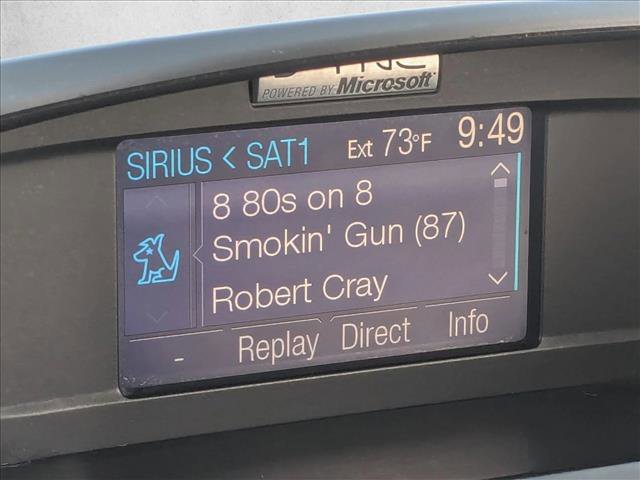 SYNC
POWERED BY Microsoft
SIRIUS < SAT1 Ext 73°F 9:49
8 80s on 8
Smokin' Gun (87)
Robert Cray
- Replay Direct Info